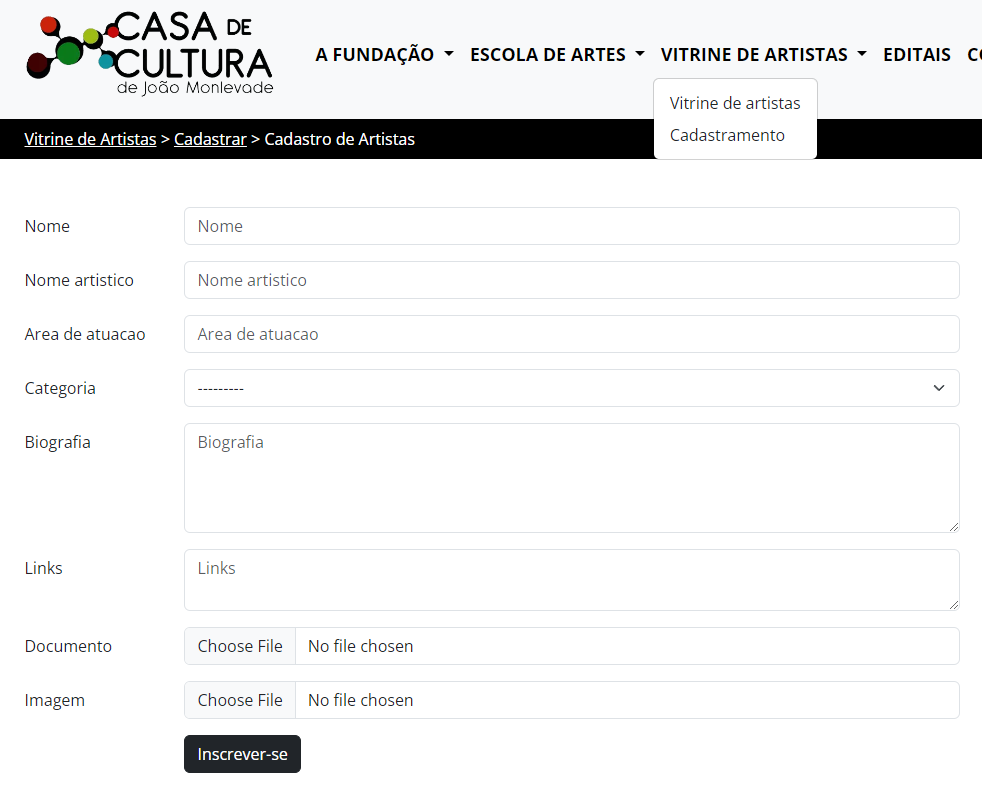 CASA DE
CULTURA
de João Monlevade
A FUNDAÇÃO ESCOLA DE ARTES VITRINE DE ARTISTAS EDITAIS
Vitrine de artistas
Cadastramento
Vitrine de Artistas > Cadastrar > Cadastro de Artistas
Nome Nome
Nome artistico Nome artistico
Area de atuacao Area de atuacao
Categoria ---------
Biografia Biografia
Links Links
Documento Choose File No file chosen
Imagem Choose File No file chosen
Inscrever-se